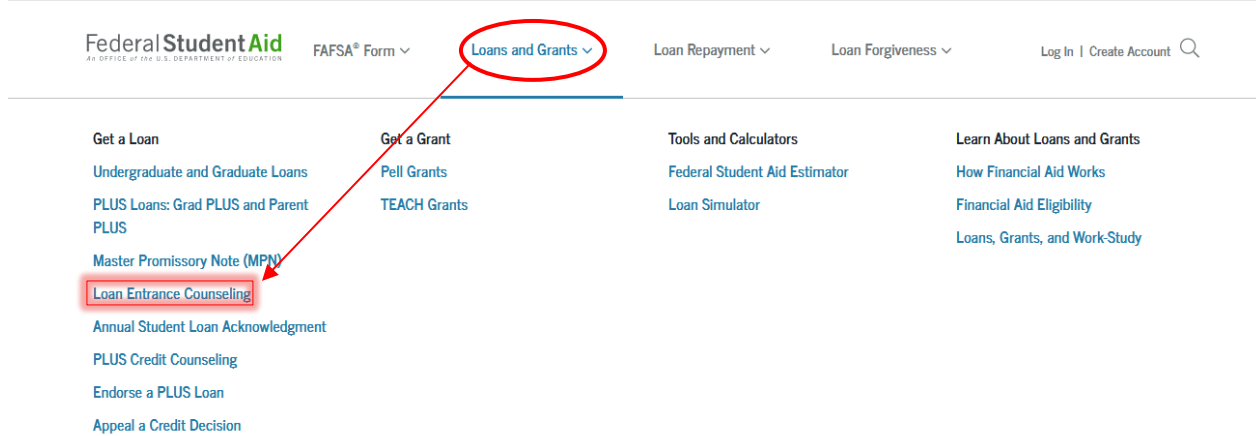 Federal Student Aid
An OFFICE of the U.S. DEPARTMENT of EDUCATION
FAFSA® Form
Loans and Grants
Loan Repayment
Loan Forgiveness
Log In | Create Account
Get a Loan
Undergraduate and Graduate Loans
PLUS Loans: Grad PLUS and Parent
PLUS
Master Promissory Note (MPN)
Loan Entrance Counseling
Annual Student Loan Acknowledgment
PLUS Credit Counseling
Endorse a PLUS Loan
Appeal a Credit Decision
Get a Grant
Pell Grants
TEACH Grants
Tools and Calculators
Federal Student Aid Estimator
Loan Simulator
Learn About Loans and Grants
How Financial Aid Works
Financial Aid Eligibility
Loans, Grants, and Work-Study